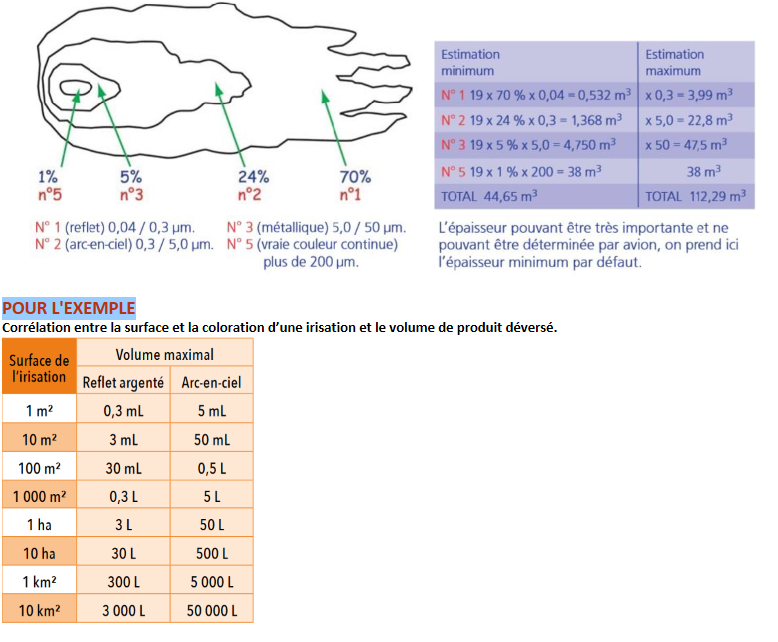 1%
5%
24%
70%
n°5
n°3
n°2
n°1
N° 1 (reflet) 0,04 / 0,3 µm.
N° 2 (arc-en-ciel) 0,3 / 5,0 µm.
N° 3 (métallique) 5,0 / 50 µm.
N° 5 (vraie couleur continue)
plus de 200 µm.
Estimation
minimum
Estimation
maximum
N° 1 19 x 70 % x 0,04 = 0,532 m³
x 0,3 = 3,99 m³
N° 2 19 x 24 % x 0,3 = 1,368 m³
x 5,0 = 22,8 m³
N° 3 19 x 5 % x 5,0 = 4,750 m³
x 50 = 47,5 m³
N° 5 19 x 1 % x 200 = 38 m³
38 m³
TOTAL 44,65 m³
TOTAL 112,29 m³
L'épaisseur pouvant être très importante et ne
pouvant être déterminée par avion, on prend ici
l'épaisseur minimum par défaut.
POUR L'EXEMPLE
Corrélation entre la surface et la coloration d’une irisation et le volume de produit déversé.
Surface de
l’irisation
Volume maximal
Reflet argenté
Arc-en-ciel
1 m²
0,3 mL
5 mL
10 m²
3 mL
50 mL
100 m²
30 mL
0,5 L
1 000 m²
0,3 L
5 L
1 ha
3 L
50 L
10 ha
30 L
500 L
1 km²
300 L
5 000 L
10 km²
3 000 L
50 000 L